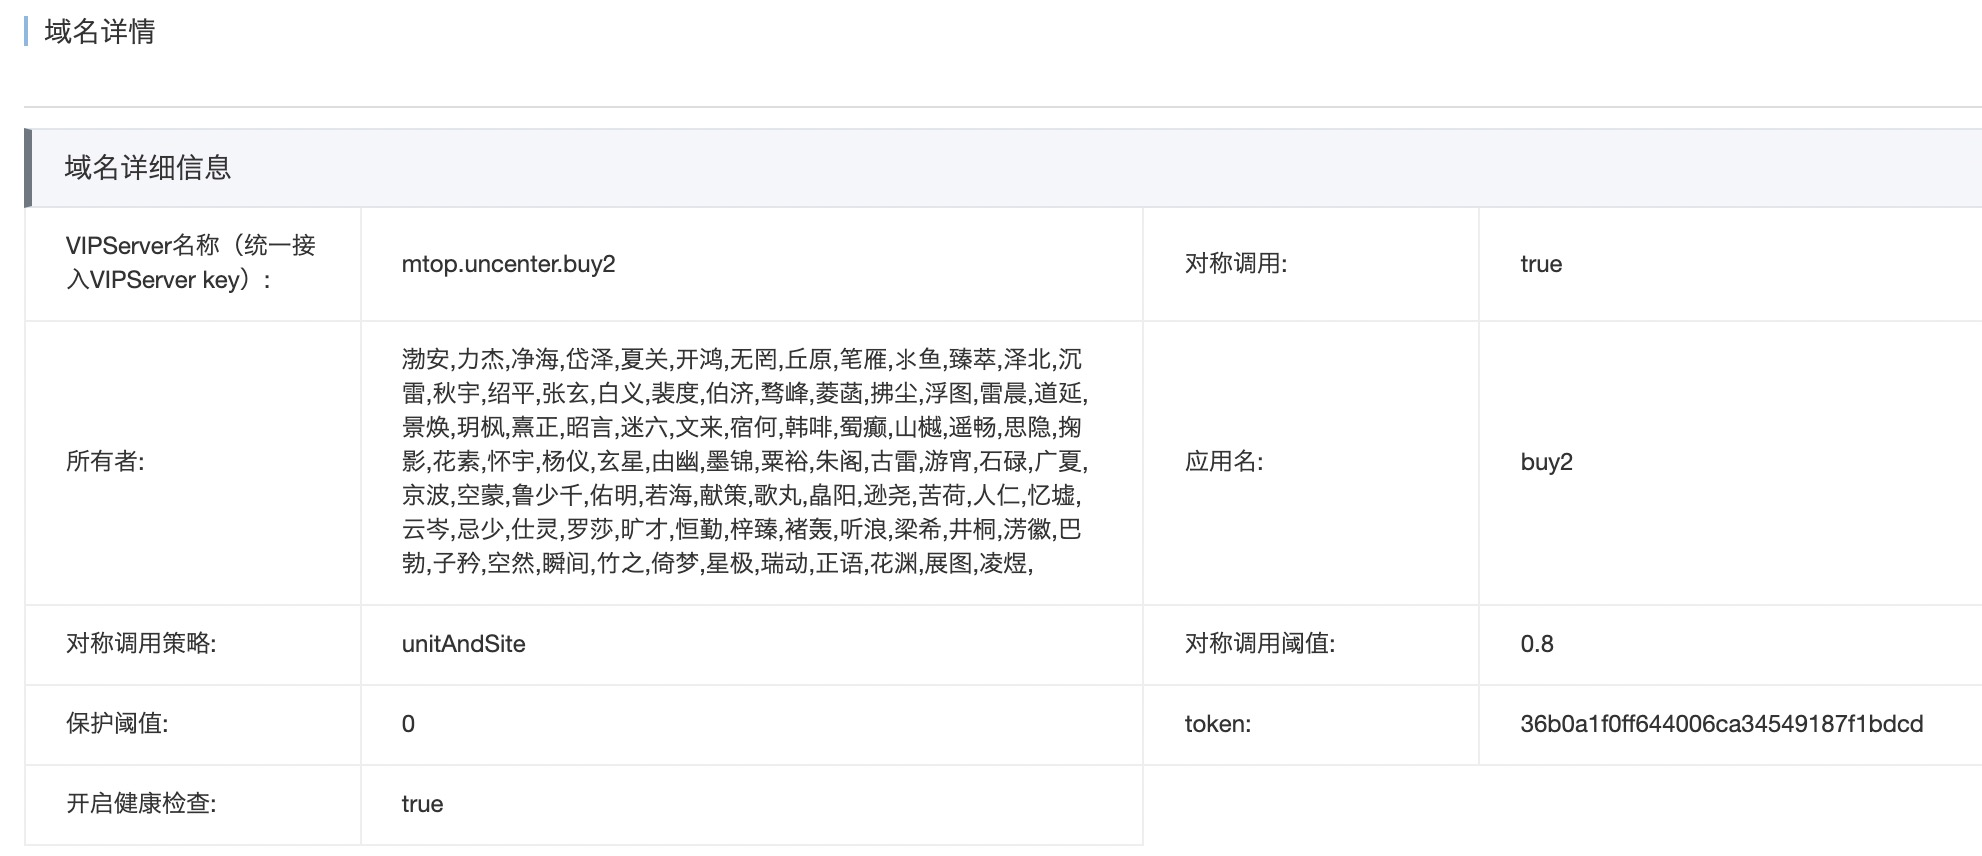 域名详情
域名详细信息
VIPServer名称（统一接
入VIPServer key）:
mtop.uncenter.buy2
对称调用:
true
所有者:
渤安,力杰,净海,岱泽,夏关,开鸿,无罔,丘原,笔雁,氺鱼,臻萃,泽北,沉
雷,秋宇,绍平,张玄,白义,裴度,伯济,骛峰,菱菡,拂尘,浮图,雷晨,道延,
景焕,玥枫,熹正,昭言,迷六,文来,宿何,韩啡,蜀癫,山樾,遥畅,思隐,掬
影,花素,怀宇,杨仪,玄星,由幽,墨锦,粟裕,朱阁,古雷,游宵,石碌,广夏,
京波,空蒙,鲁少千,佑明,若海,献策,歌丸,皛阳,逊尧,苦荷,人仁,忆墟,
云岑,忌少,仕灵,罗莎,旷才,恒勤,梓臻,褚轰,听浪,梁希,井桐,淓徽,巴
勃,子矜,空然,瞬间,竹之,倚梦,星极,瑞动,正语,花渊,展图,凌煜,
应用名:
buy2
对称调用策略:
unitAndSite
对称调用阈值:
0.8
保护阈值:
0
token:
36b0a1f0ff644006ca34549187f1bdcd
开启健康检查:
true